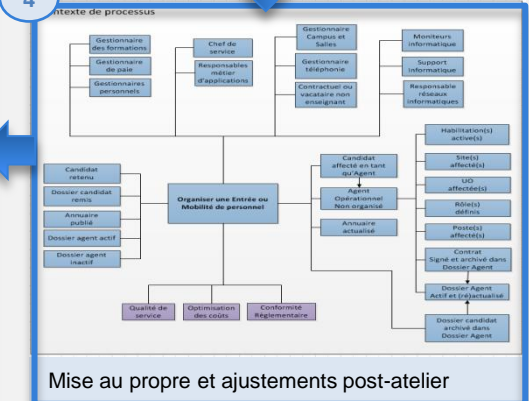 4
ntexte de processus
Gestionnaire
des formations
Gestionnaire
de paie
Gestionnaires
personnels
Chef de
service
Responsables
métier
d'applications
Gestionnaire
Campus et
Salles
Gestionnaire
téléphonie
Contractuel ou
vacataire non
enseignant
Moniteurs
informatique
Support
Informatique
Responsable
réseaux
informatiques
Candidat
retenu
Dossier candidat
remis
Annuaire
publié
Dossier agent actif
Dossier agent
inactif
Organiser une Entrée ou
Mobilité de personnel
Candidat
affecté en tant
qu'Agent
Agent
Opérationnel
Non organisé
Annuaire
actualisé
Habilitation(s)
active(s)
Site(s)
affecté(s)
UO
affectée(s)
Rôle(s)
définis
Poste(s)
affecté(s)
Contrat
Signé et archivé dans
Dossier Agent
Dossier Agent
Actif et (ré)actualisé
Dossier candidat
archivé dans
Dossier Agent
Qualité de
service
Optimisation
des coûts
Conformité
Règlementaire
Mise au propre et ajustements post-atelier